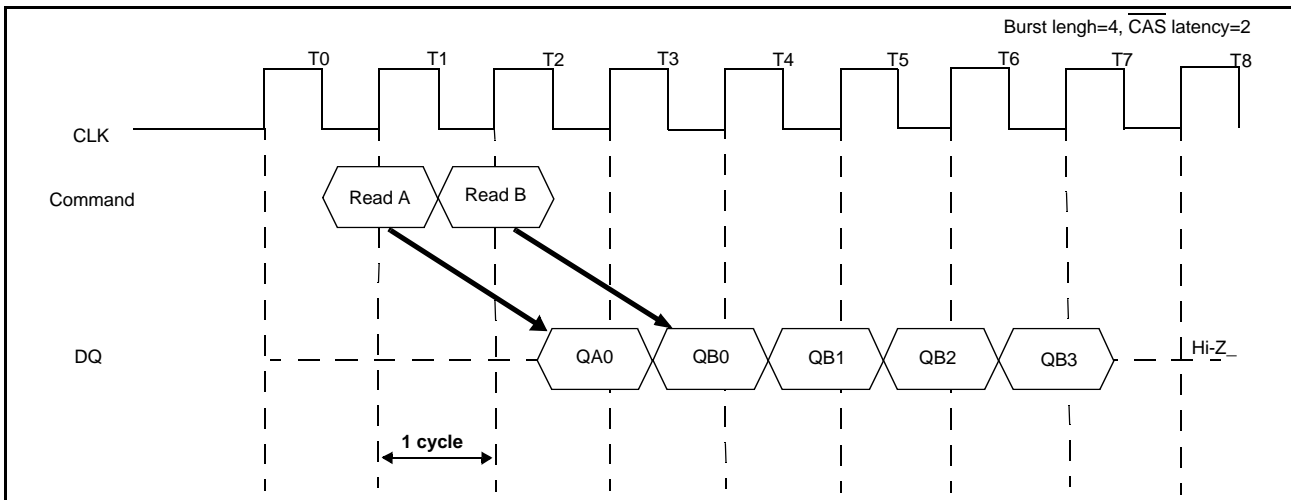 Burst lengh=4, CAS latency=2
T0 T1 T2 T3 T4 T5 T6 T7 T8
CLK
Command Read A Read B
DQ QA0 QB0 QB1 QB2 QB3 Hi-Z_
1 cycle